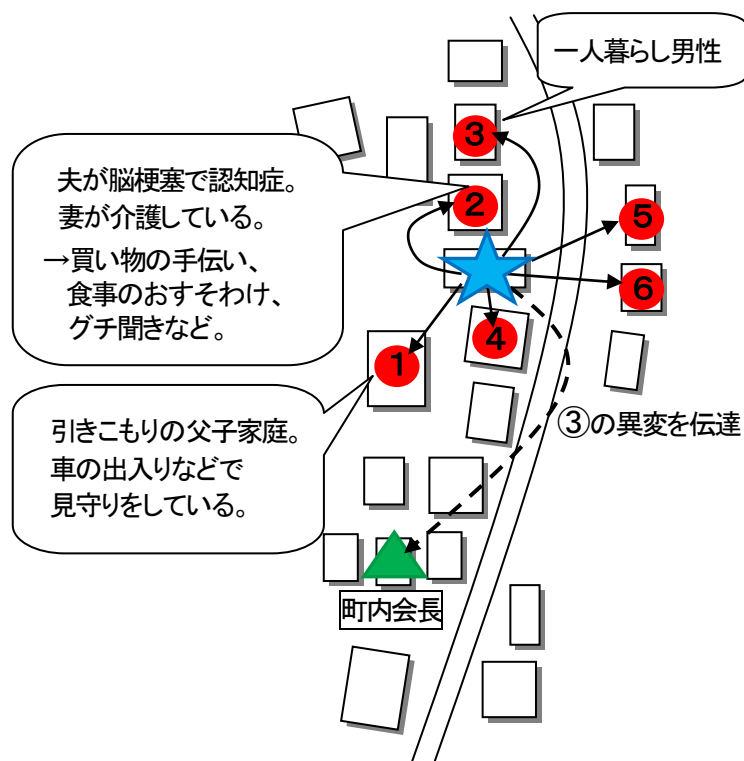 一人暮らし男性
夫が脳梗塞で認知症。
妻が介護している。
→買い物の手伝い、
食事のおすそわけ、
グチ聞きなど。
3
2
5
6
4
1
引きこもりの父子家庭。
車の出入りなどで
見守りをしている。
③の異変を伝達
町内会長